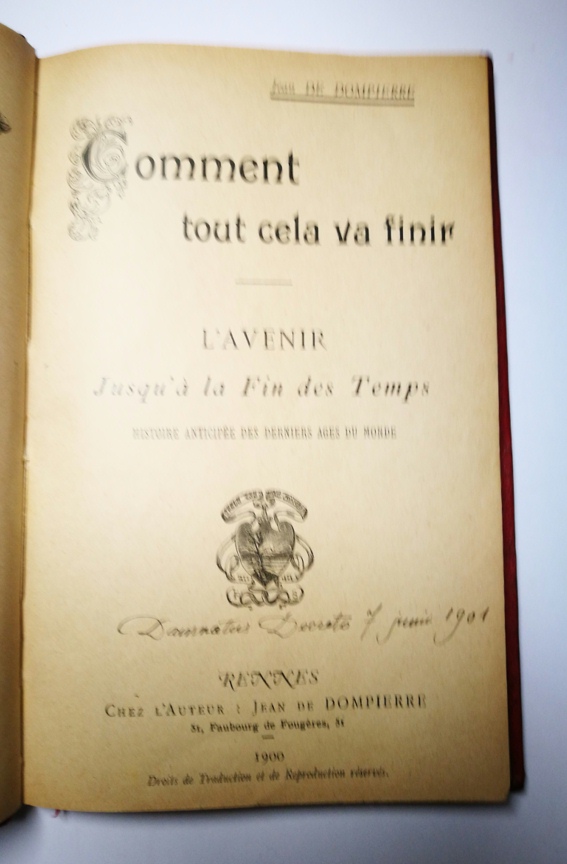 Jean DE DOMPIERRE
Comment
tout cela va finir
L'AVENIR
Jusqu'à la Fin des Temps
HISTOIRE ANTICIPÉE DES DERNIERS AGES DU MONDE
Damnatus Decreto 7 junii 1901
RENNES
CHEZ L'AUTEUR : JEAN DE DOMPIERRE
51, Faubourg de Fougères, 51
1900
Droits de Traduction et de Reproduction réservés.